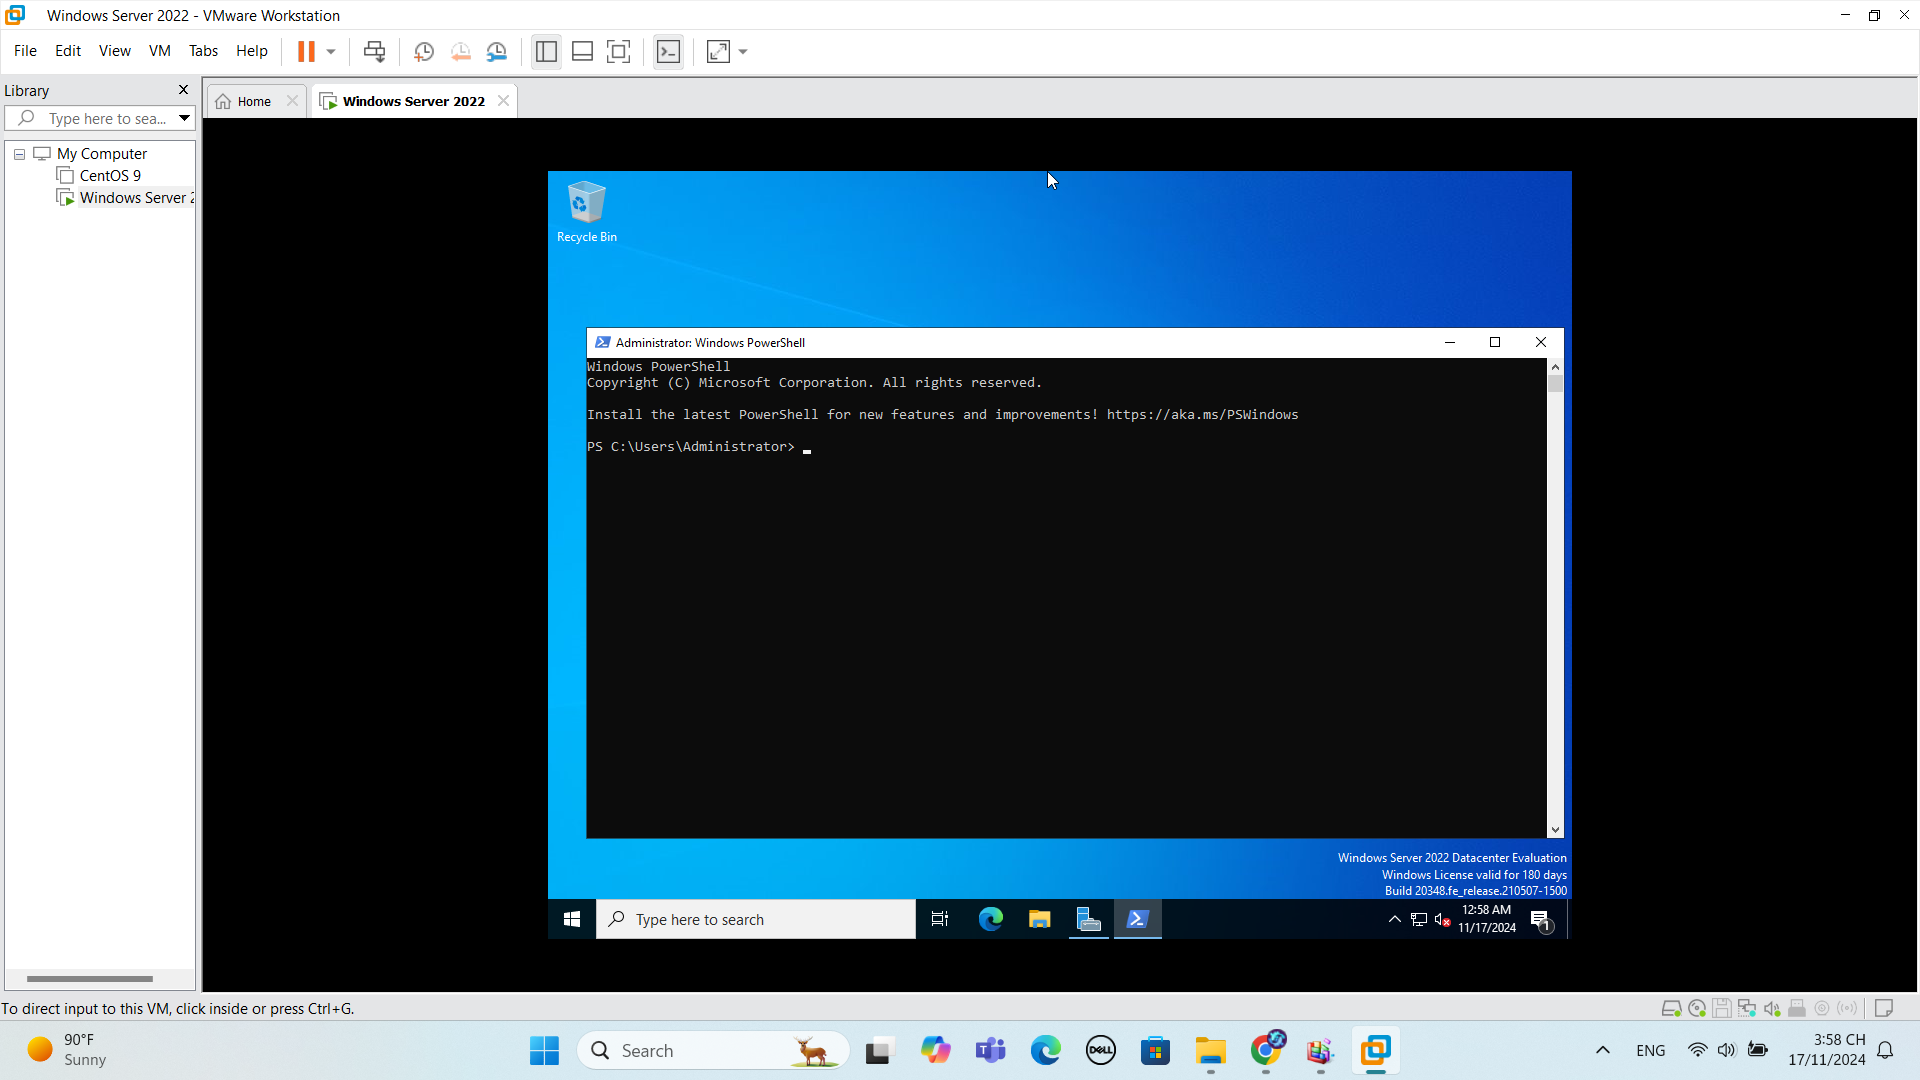 Windows Server 2022 - VMware Workstation
File Edit View VM Tabs Help
Library
Type here to sea...
My Computer
CentOS 9
Windows Server 2
Home
Windows Server 2022
Recycle Bin
Administrator: Windows PowerShell
Windows PowerShell
Copyright (C) Microsoft Corporation. All rights reserved.
Install the latest PowerShell for new features and improvements! https://aka.ms/PSWindows
PS C:\Users\Administrator>
Windows Server 2022 Datacenter Evaluation
Windows License valid for 180 days
Build 20348.fe_release.210507-1500
Type here to search
12:58 AM
11/17/2024
1
To direct input to this VM, click inside or press Ctrl+G.
90°F
Sunny
Search
DELL
ENG
3:58 CH
17/11/2024